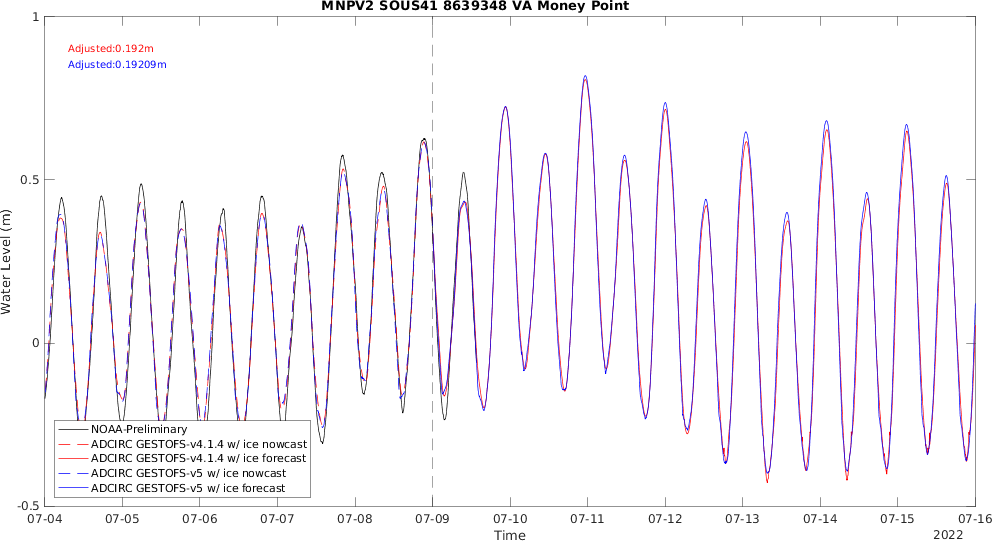 MNPV2 SOUS41 8639348 VA Money Point
Adjusted:0.192m
Adjusted:0.19209m
1
0.5
0
-0.5
Water Level (m)
NOAA-Preliminary
ADCIRC GESTOFS-v4.1.4 w/ ice nowcast
ADCIRC GESTOFS-v4.1.4 w/ ice forecast
ADCIRC GESTOFS-v5 w/ ice nowcast
ADCIRC GESTOFS-v5 w/ ice forecast
07-04 07-05 07-06 07-07 07-08 07-09 07-10 07-11 07-12 07-13 07-14 07-15 07-16
Time
2022